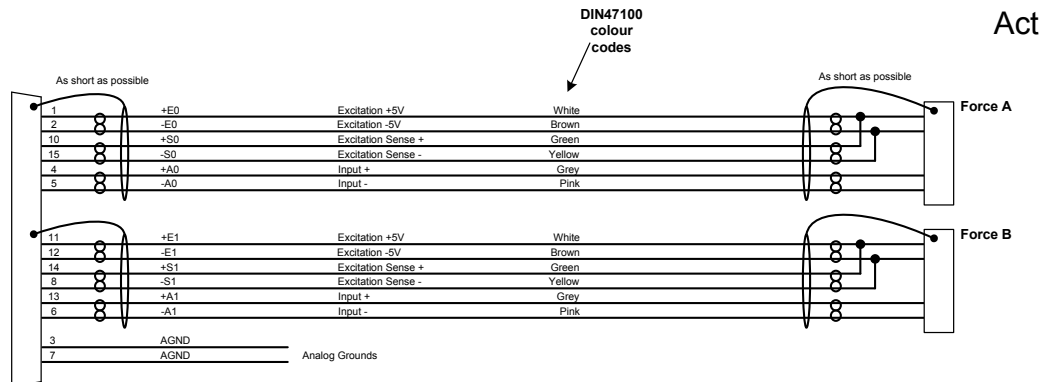 DIN47100
colour
codes
Act
As short as possible
As short as possible
Force A
1 +E0 Excitation +5V White
2 -E0 Excitation -5V Brown
10 +S0 Excitation Sense + Green
15 -S0 Excitation Sense - Yellow
4 +A0 Input + Grey
5 -A0 Input - Pink
Force B
11 +E1 Excitation +5V White
12 -E1 Excitation -5V Brown
14 +S1 Excitation Sense + Green
8 -S1 Excitation Sense - Yellow
13 +A1 Input + Grey
6 -A1 Input - Pink
3 AGND
7 AGND Analog Grounds